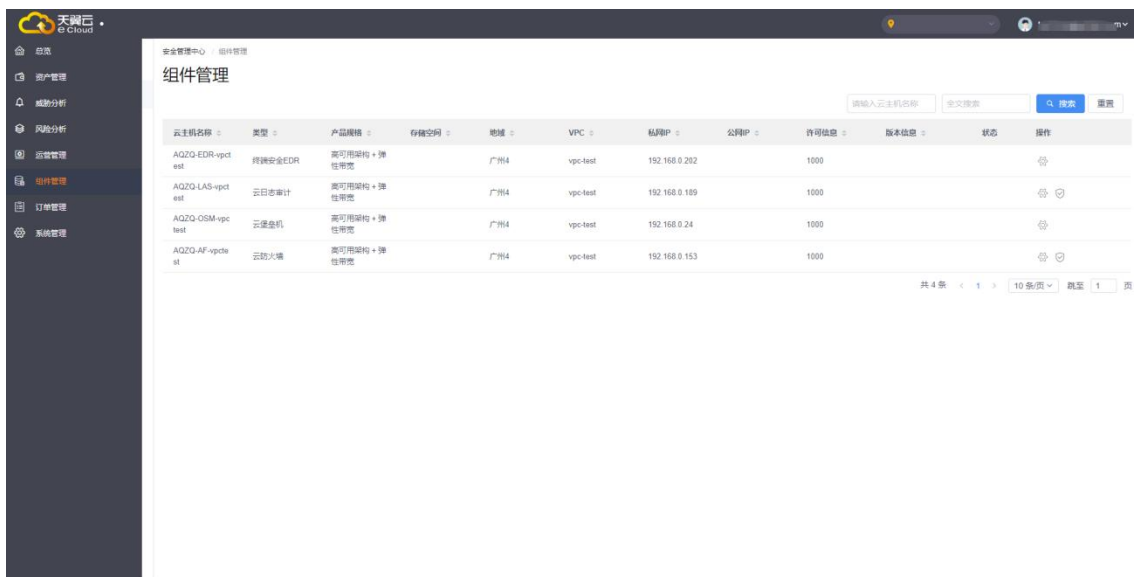 天翼云
e Cloud
总览
资产管理
威胁分析
风险分析
运营管理
组件管理
订单管理
系统管理
安全管理中心 / 组件管理
组件管理
请输入云主机名称 全文搜索 搜索 重置
云主机名称 类型 产品规格 存储空间 地域 VPC 私网IP 公网IP 许可信息 版本信息 状态 操作
AQZQ-EDR-vpct
est
终端安全EDR
高可用架构 + 弹
性带宽
广州4 vpc-test 192.168.0.202 1000
AQZQ-LAS-vpct
est
云日志审计
高可用架构 + 弹
性带宽
广州4 vpc-test 192.168.0.189 1000
AQZQ-OSM-vpc
test
云堡垒机
高可用架构 + 弹
性带宽
广州4 vpc-test 192.168.0.24 1000
AQZQ-AF-vpcte
st
云防火墙
高可用架构 + 弹
性带宽
广州4 vpc-test 192.168.0.153 1000
共 4 条 < 1 > 10 条/页 跳至 1 页